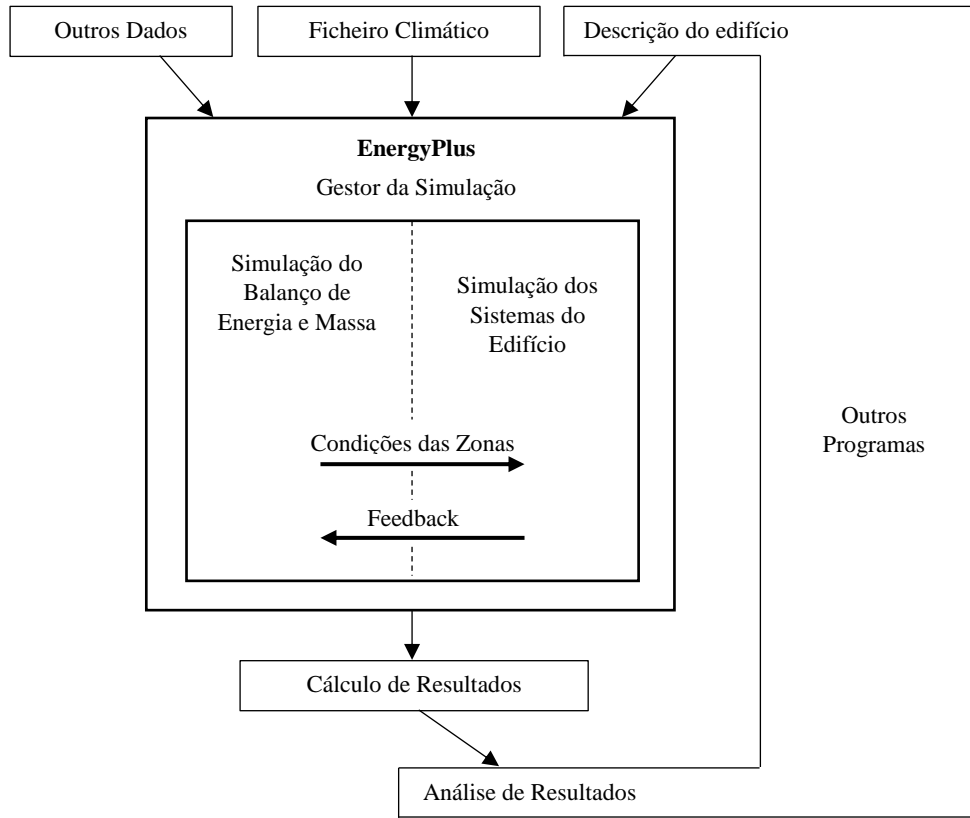 Outros Dados
Ficheiro Climático
Descrição do edifício
EnergyPlus
Gestor da Simulação
Simulação do
Balanço de
Energia e Massa
Simulação dos
Sistemas do
Edifício
Condições das Zonas
Feedback
Outros
Programas
Cálculo de Resultados
Análise de Resultados